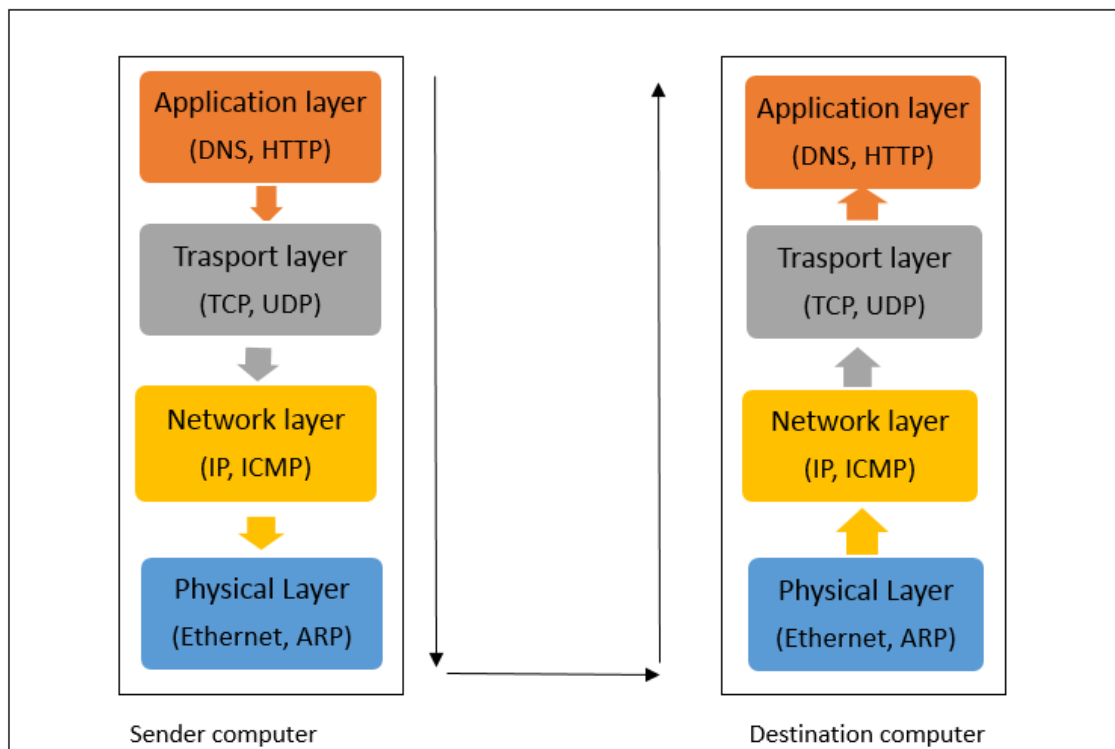 Application layer
(DNS, HTTP)
Trasport layer
(TCP, UDP)
Network layer
(IP, ICMP)
Physical Layer
(Ethernet, ARP)
Sender computer
Application layer
(DNS, HTTP)
Trasport layer
(TCP, UDP)
Network layer
(IP, ICMP)
Physical Layer
(Ethernet, ARP)
Destination computer